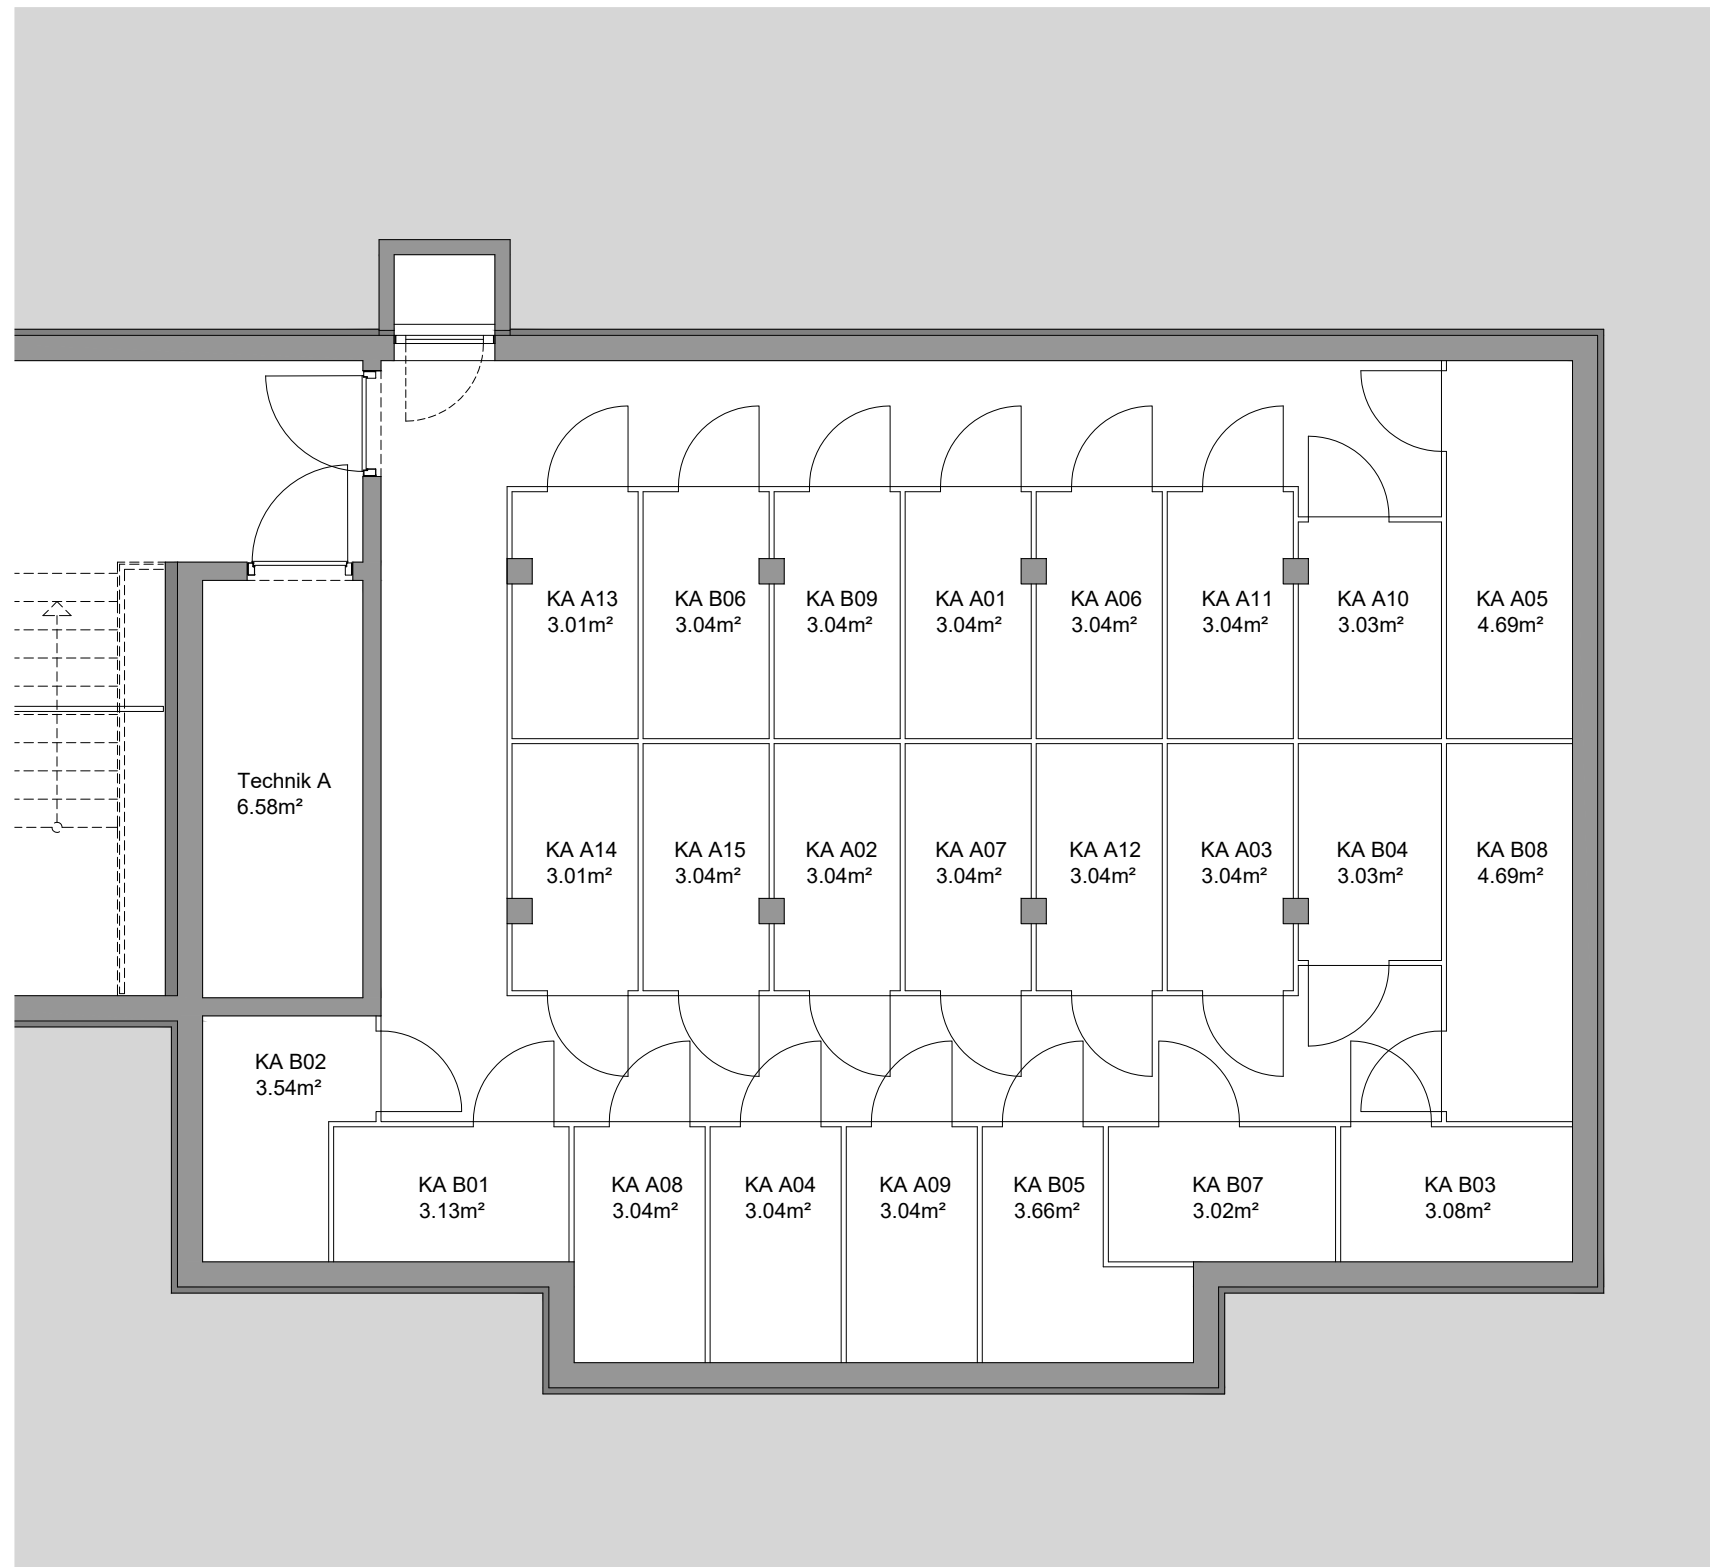 KA A13
3.01m²
KA B06
3.04m²
KA B09
3.04m²
KA A01
3.04m²
KA A06
3.04m²
KA A11
3.04m²
KA A10
3.03m²
KA A05
4.69m²
Technik A
6.58m²
KA A14
3.01m²
KA A15
3.04m²
KA A02
3.04m²
KA A07
3.04m²
KA A12
3.04m²
KA A03
3.04m²
KA B04
3.03m²
KA B08
4.69m²
KA B02
3.54m²
KA B01
3.13m²
KA A08
3.04m²
KA A04
3.04m²
KA A09
3.04m²
KA B05
3.66m²
KA B07
3.02m²
KA B03
3.08m²